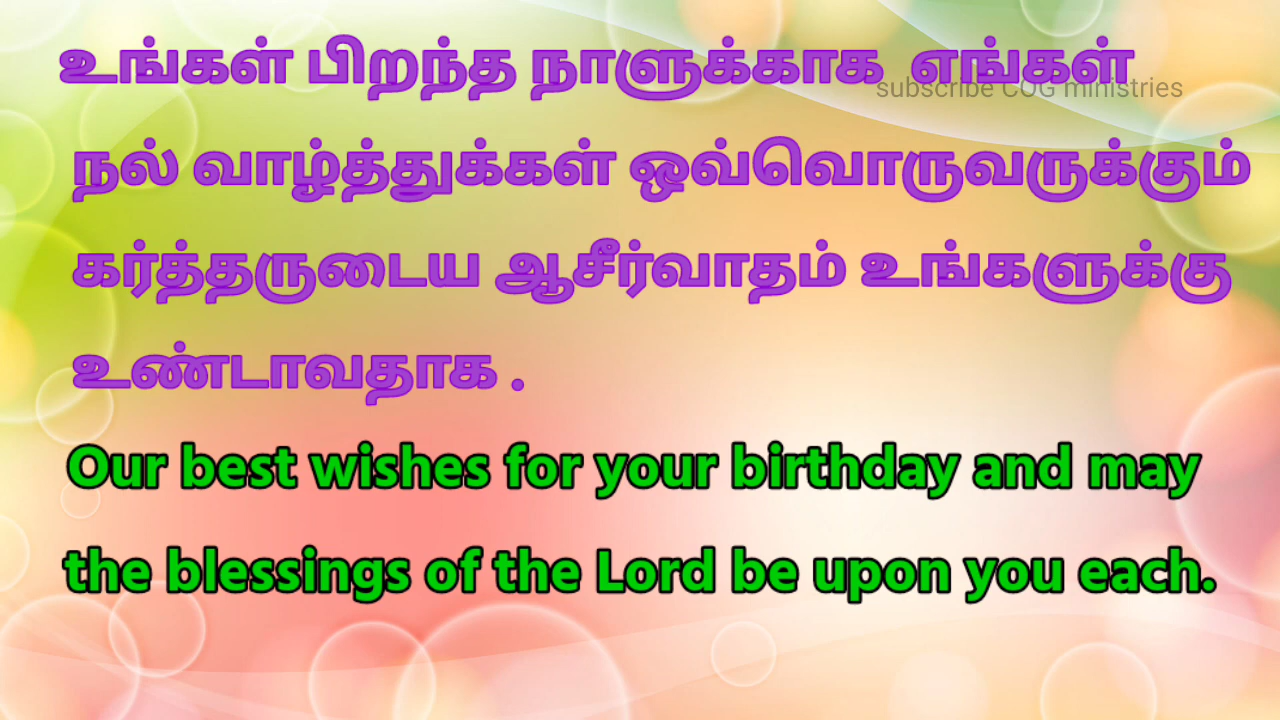 உங்கள் பிறந்த நாளுக்காக எங்கள்
subscribe COG ministries
நல் வாழ்த்துக்கள் ஒவ்வொருவருக்கும்
கர்த்தருடைய ஆசீர்வாதம் உங்களுக்கு
உண்டாவதாக .
Our best wishes for your birthday and may
the blessings of the Lord be upon you each.